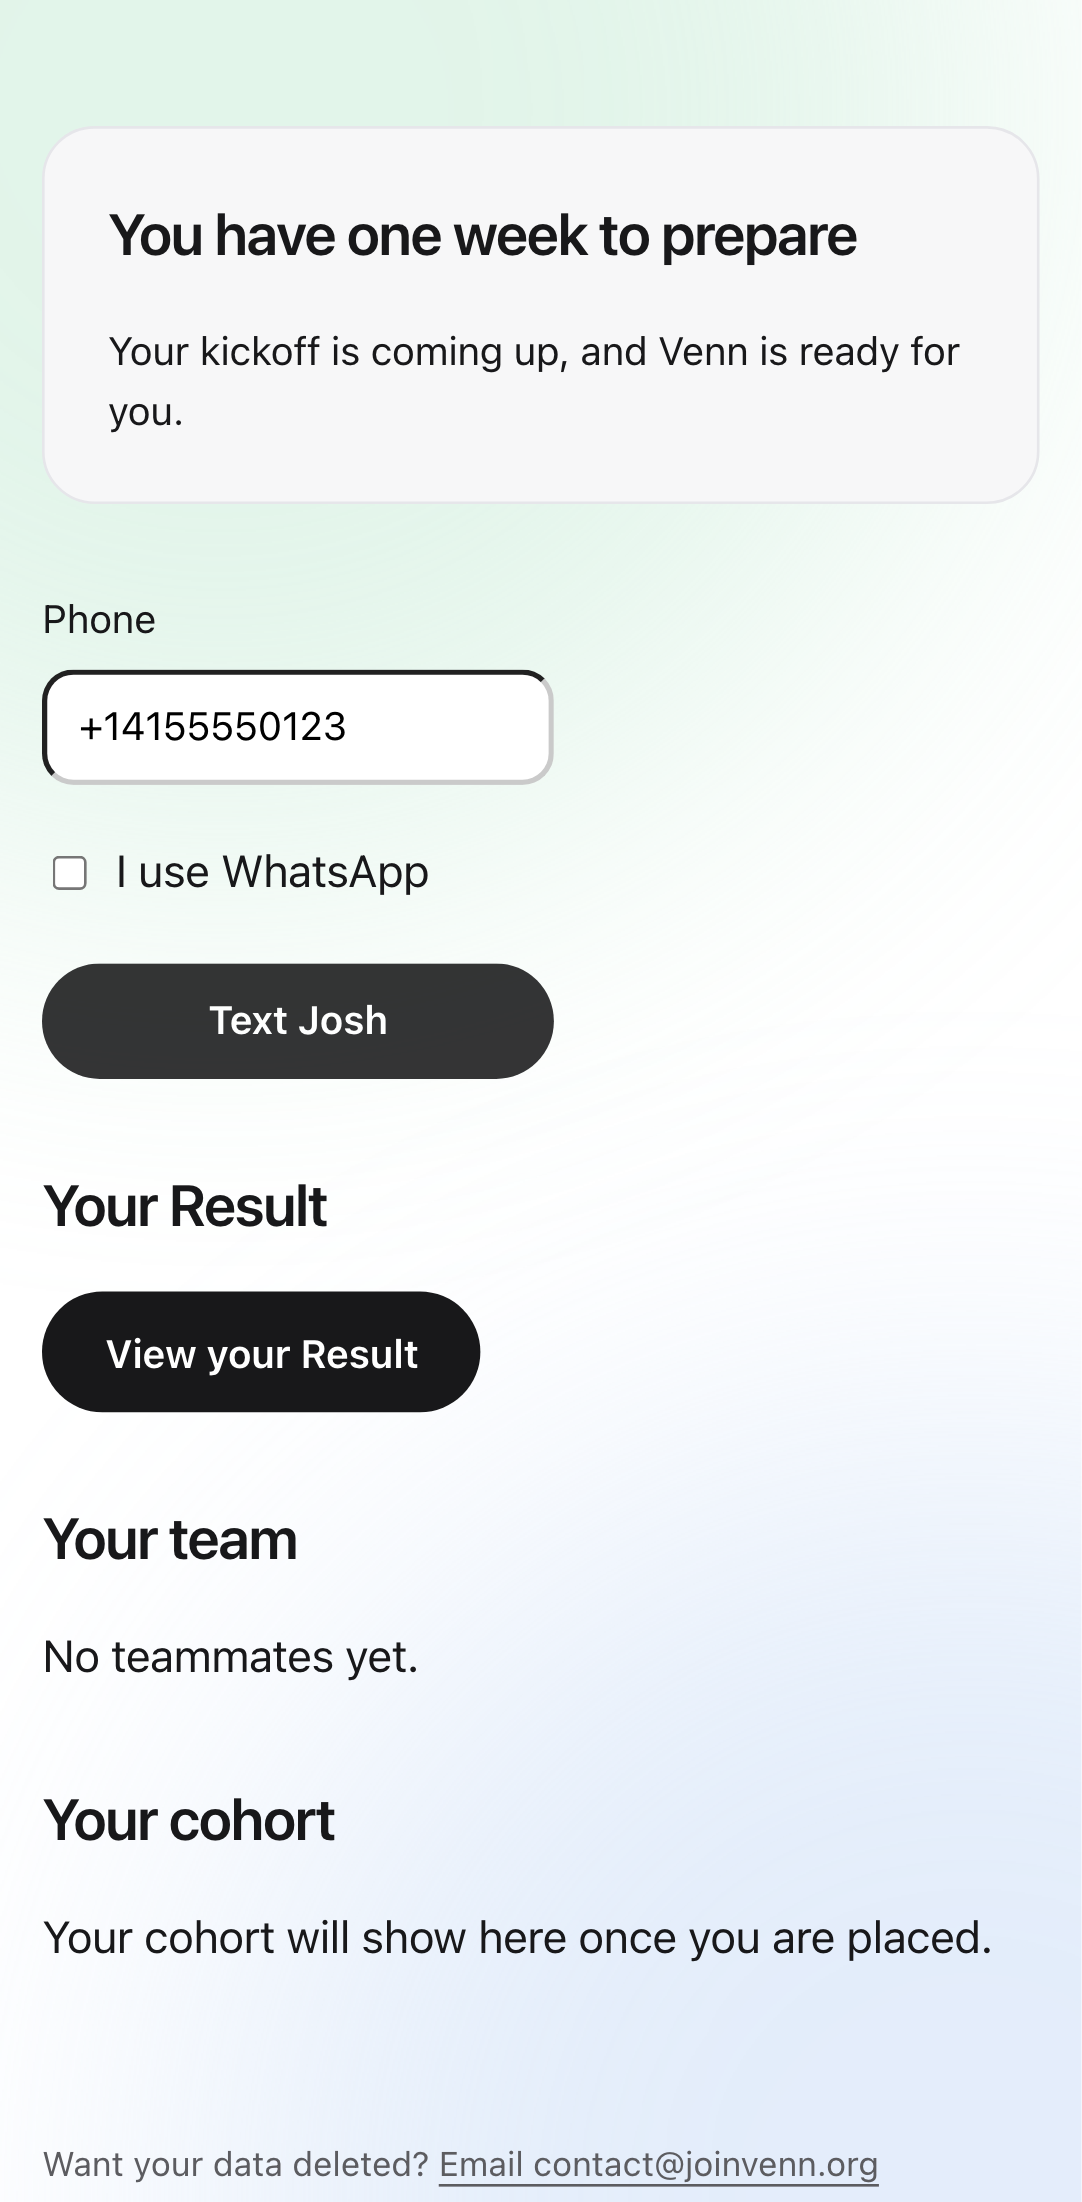 You have one week to prepare
Your kickoff is coming up, and Venn is ready for
you.
Phone
+14155550123
I use WhatsApp
Text Josh
Your Result
View your Result
Your team
No teammates yet.
Your cohort
Your cohort will show here once you are placed.
Want your data deleted? Email contact@joinvenn.org